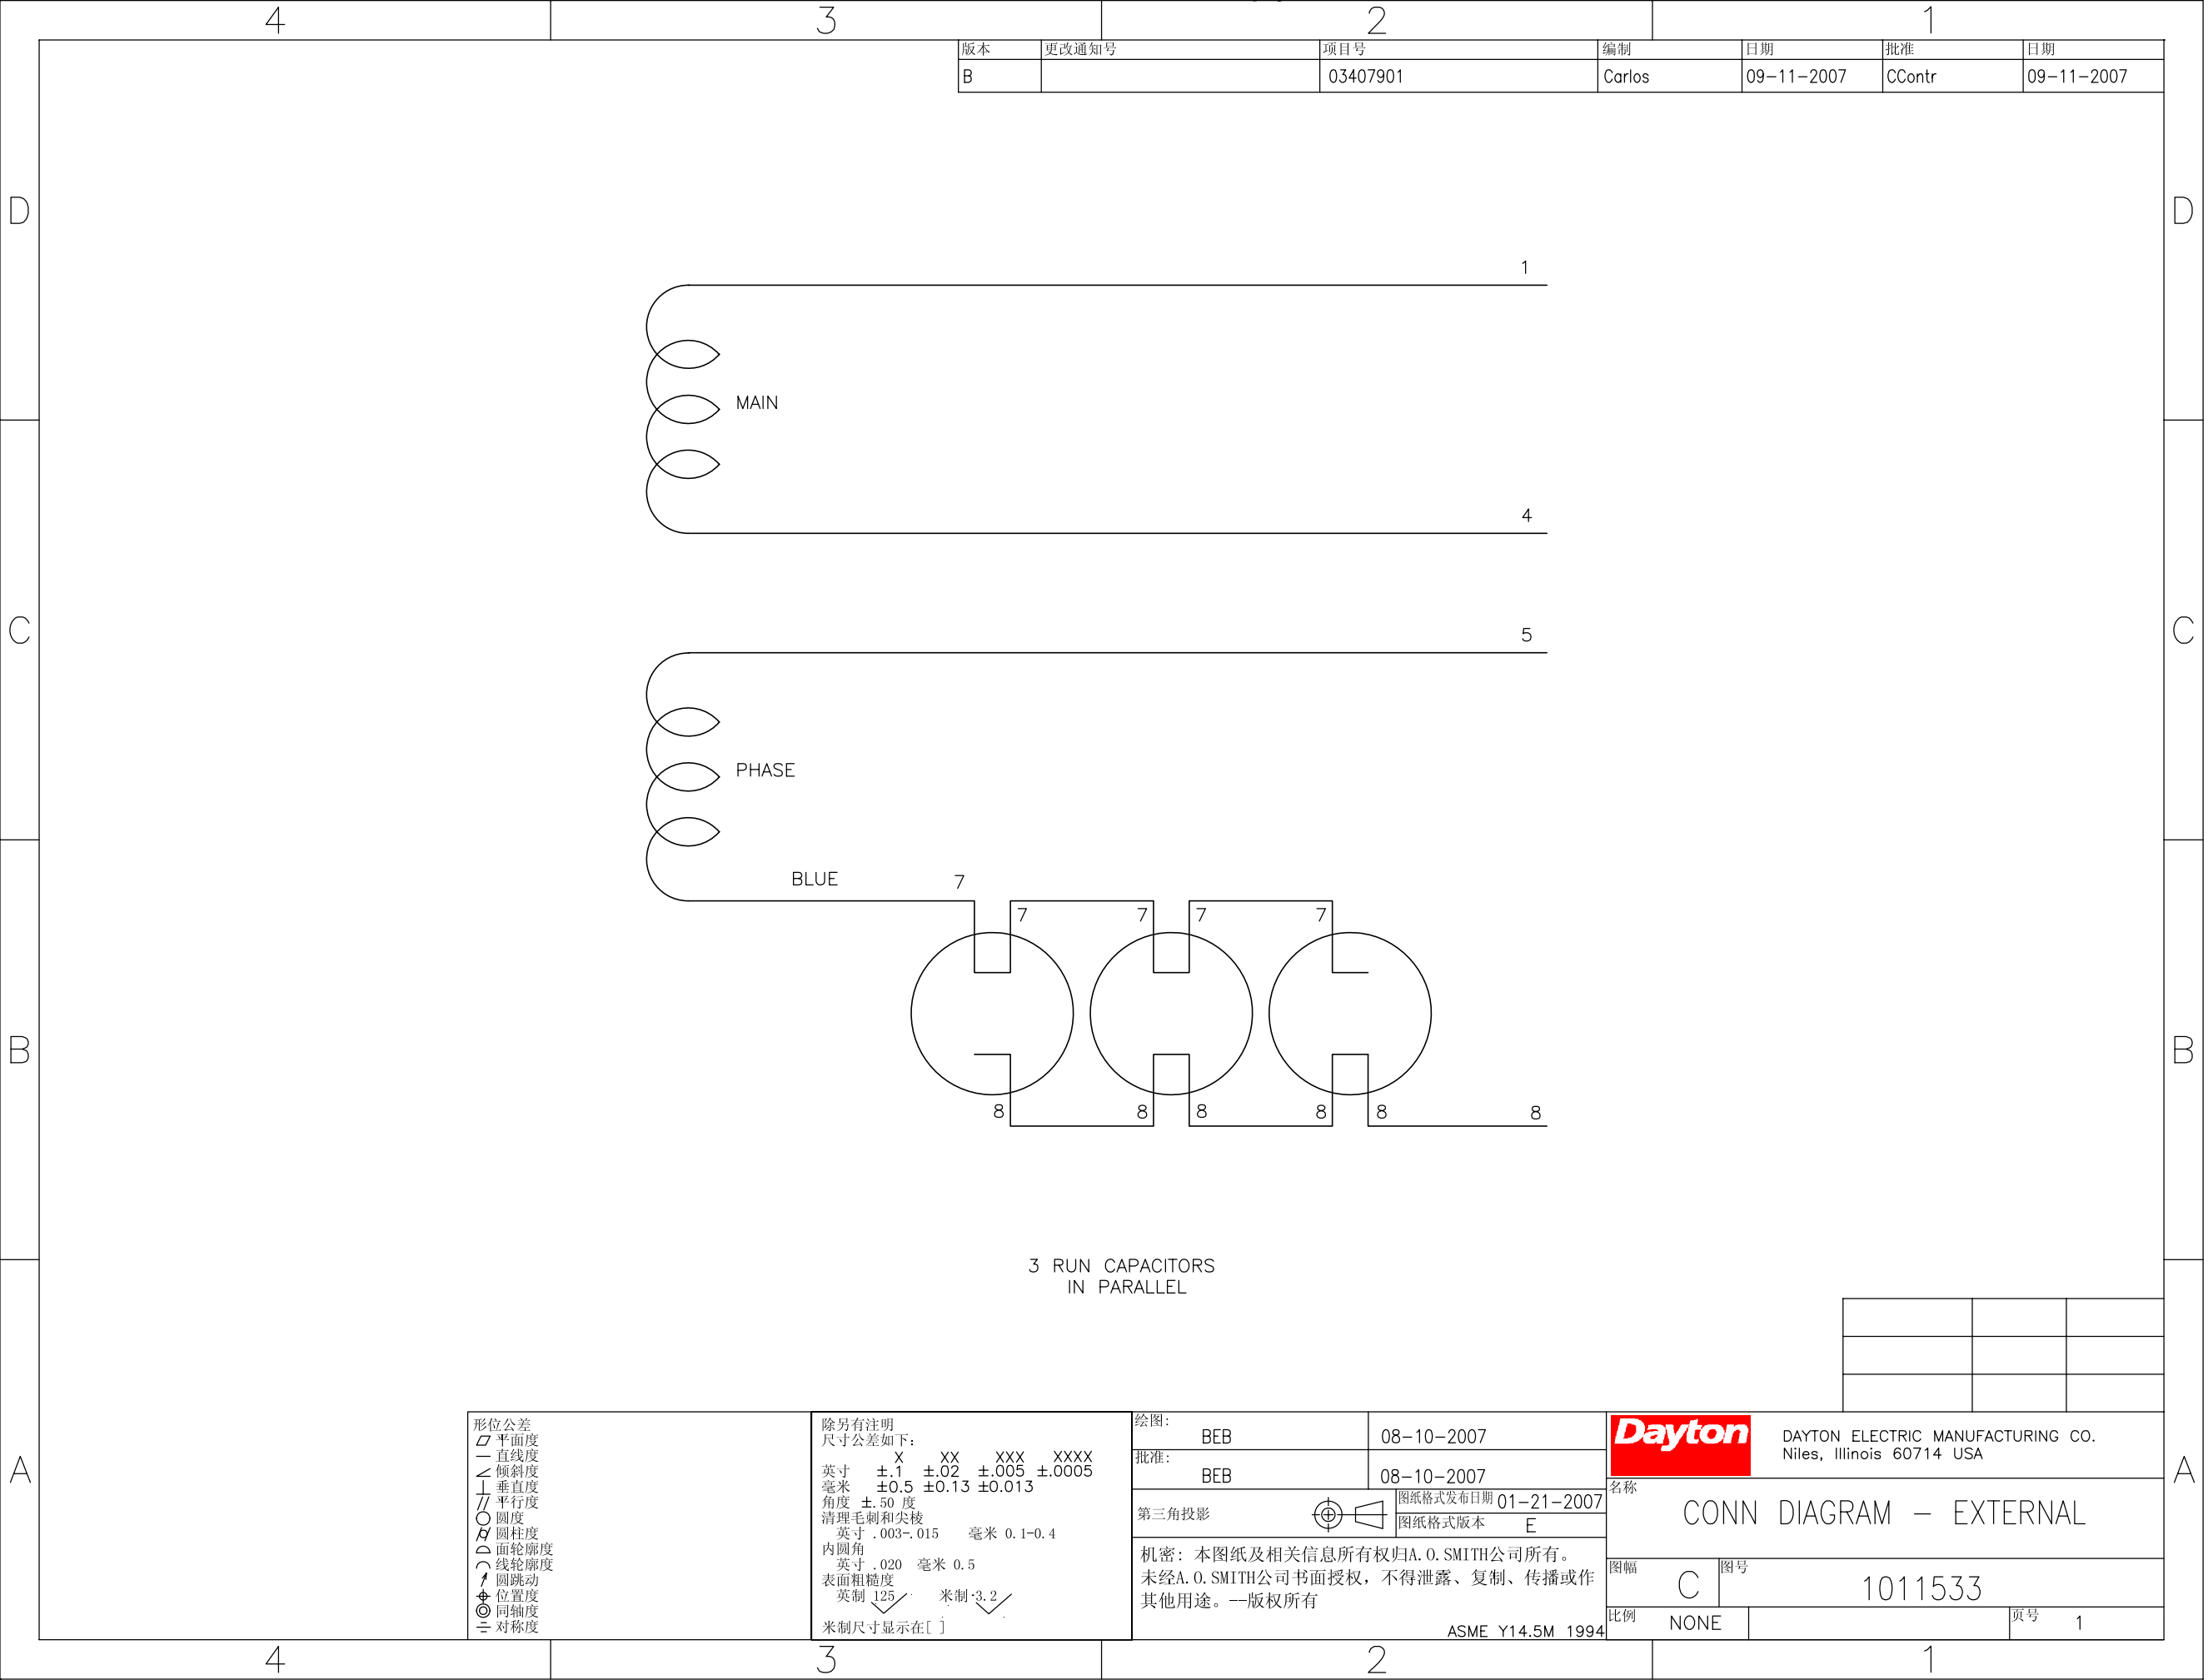 4 3 2 1
版本 更改通知号 项目号 编制 日期 批准 日期
B 03407901 Carlos 09-11-2007 CContr 09-11-2007
D D
1
MAIN
4
C C
5
PHASE
BLUE 7
7 7 7 7
B B
8 8 8 8 8 8
3 RUN CAPACITORS
IN PARALLEL
A A
形位公差
平面度
直线度
倾斜度
垂直度
平行度
圆度
圆柱度
面轮廓度
线轮廓度
圆跳动
位置度
同轴度
对称度
除另有注明
尺寸公差如下:
X XX XXX XXXX
英寸 ±.1 ±.02 ±.005 ±.0005
毫米 ±0.5 ±0.13 ±0.013
角度 ±.50 度
清理毛刺和尖棱
英寸 .003-.015 毫米 0.1-0.4
内圆角
英寸 .020 毫米 0.5
表面粗糙度
英制 125 米制 3.2
米制尺寸显示在[ ]
绘图: BEB 08-10-2007
批准: BEB 08-10-2007
第三角投影
图纸格式发布日期 01-21-2007
图纸格式版本 E
机密: 本图纸及相关信息所有权归A.O.SMITH公司所有。
未经A.O.SMITH公司书面授权, 不得泄露、复制、传播或作
其他用途。--版权所有
ASME Y14.5M 1994
Dayton
DAYTON ELECTRIC MANUFACTURING CO.
Niles, Illinois 60714 USA
名称
CONN DIAGRAM - EXTERNAL
图幅 C 图号 1011533
比例 NONE 页号 1
4 3 2 1